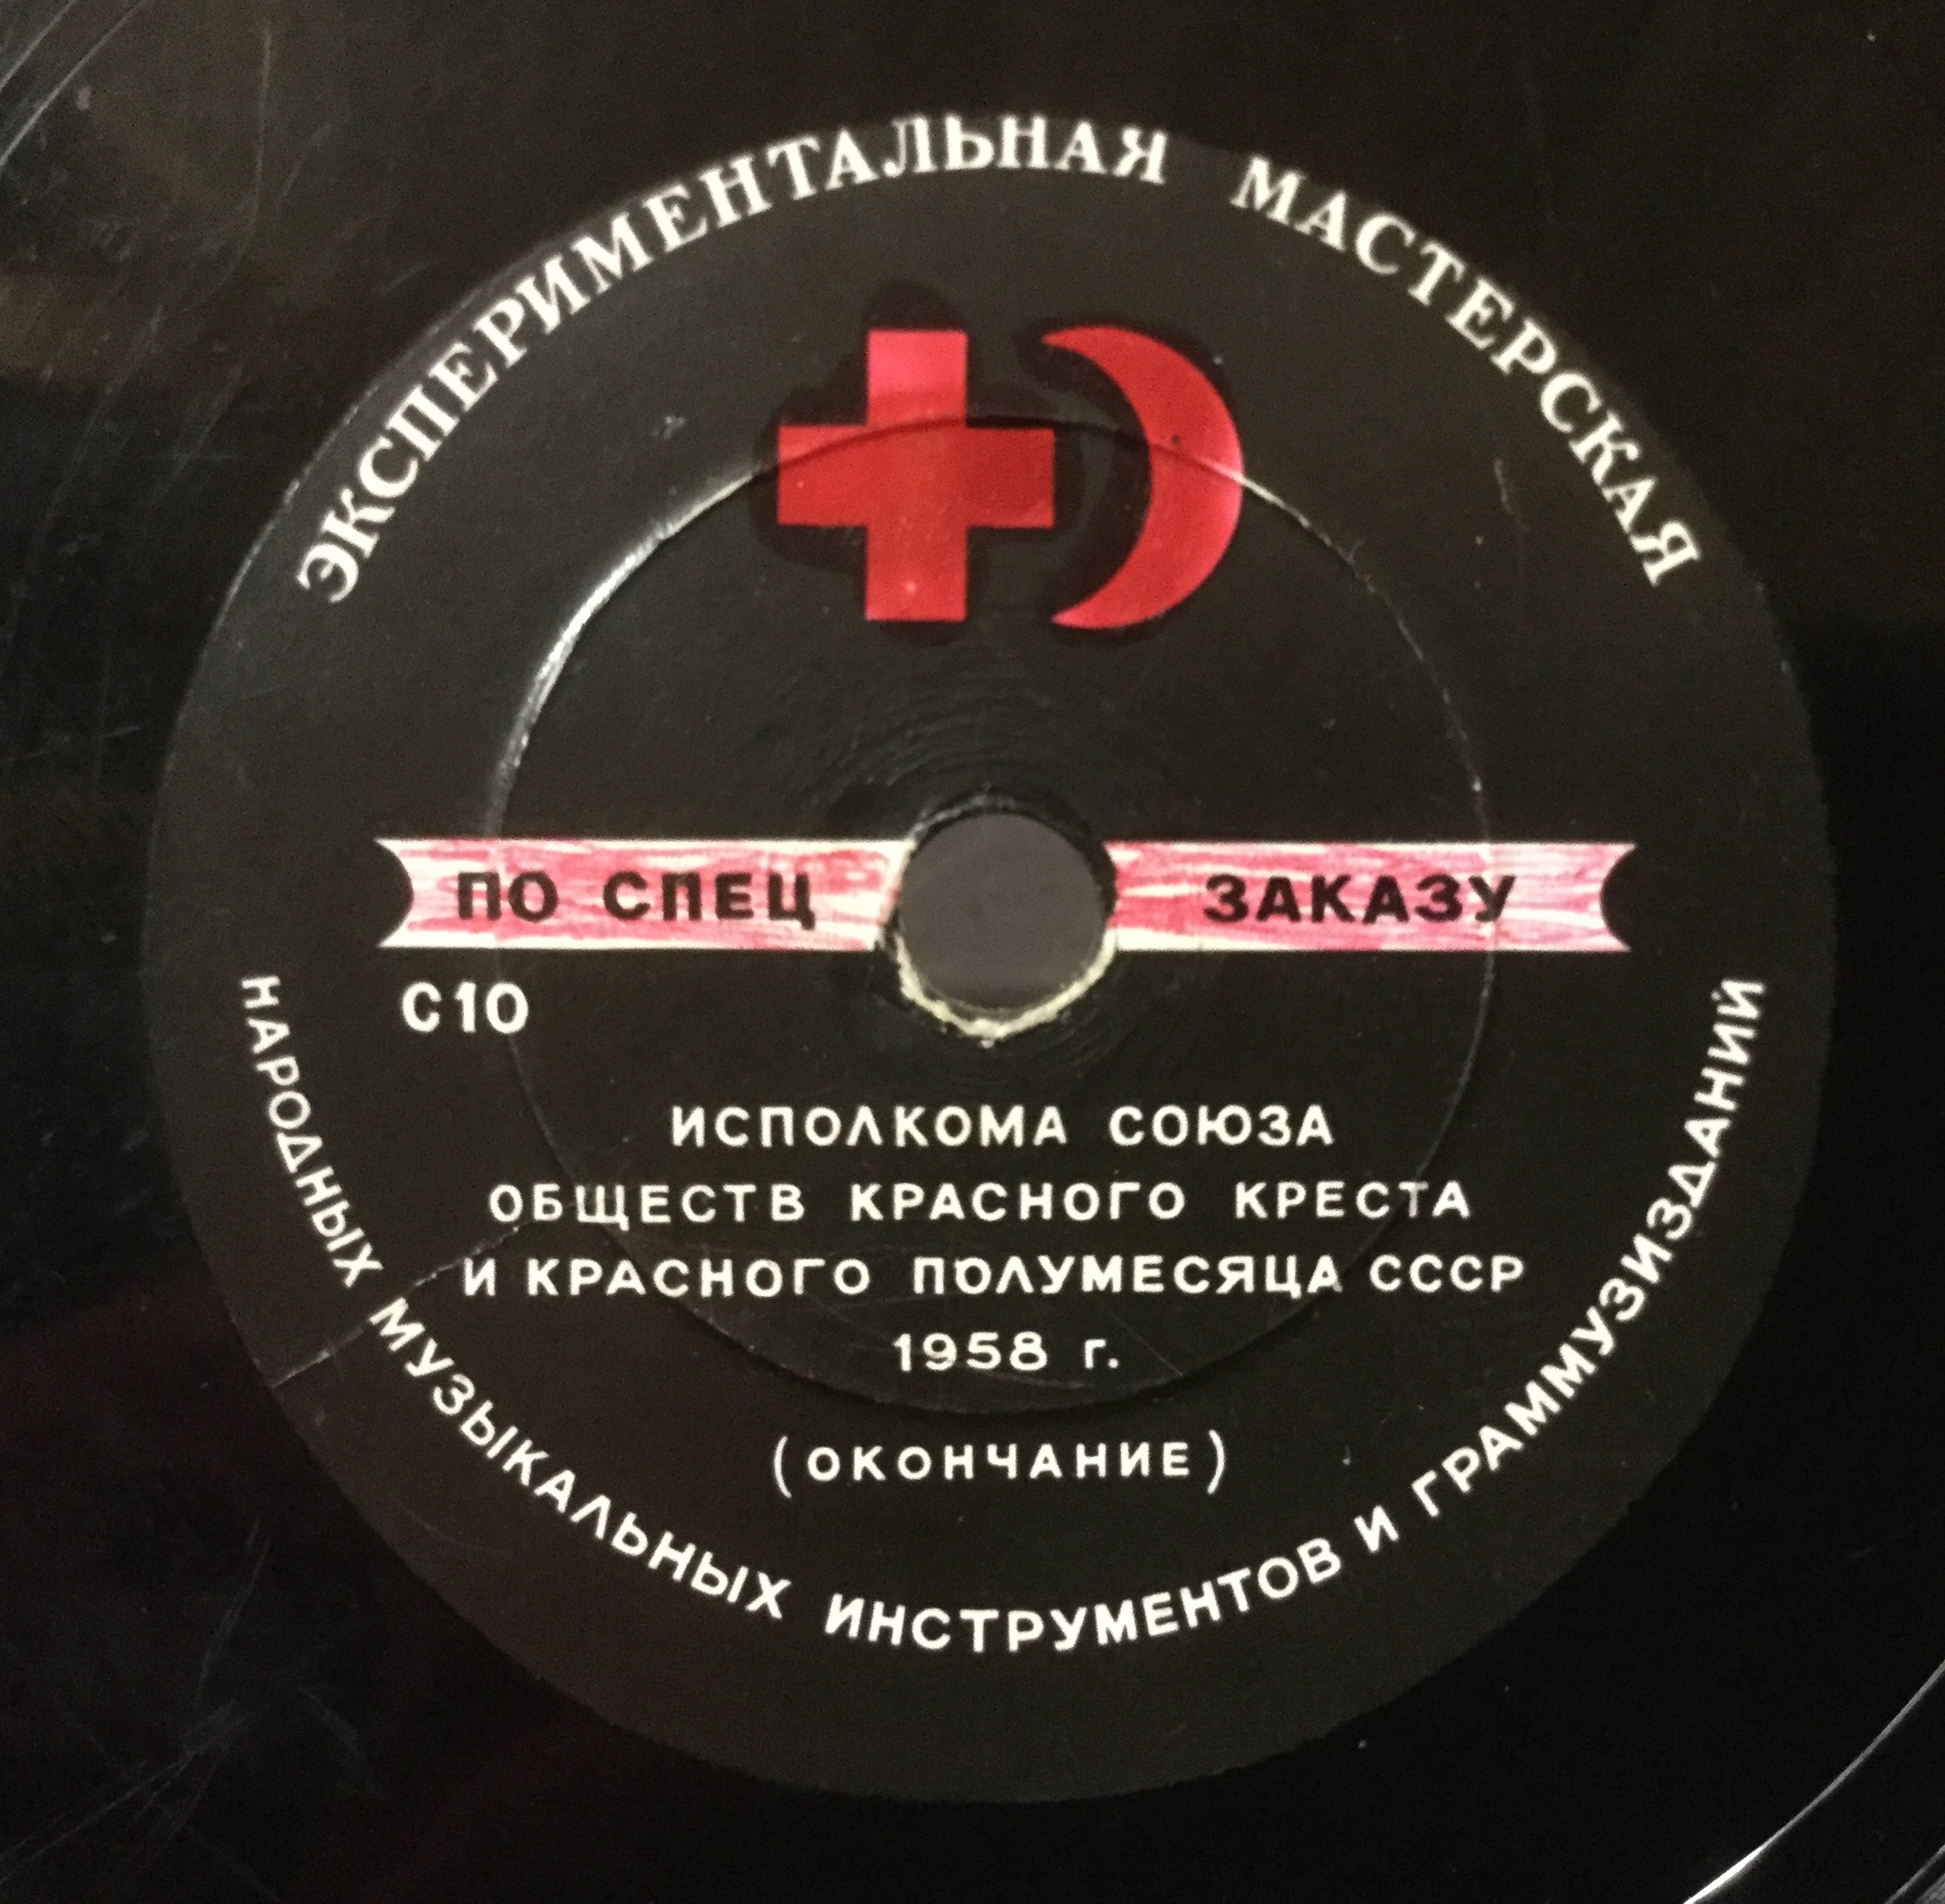 ЭКСПЕРИМЕНТАЛЬНАЯ МАСТЕРСКАЯ
ПО СПЕЦ ЗАКАЗУ
С10
ИСПОЛКОМА СОЮЗА
ОБЩЕСТВ КРАСНОГО КРЕСТА
И КРАСНОГО ПОЛУМЕСЯЦА СССР
1958 г.
(ОКОНЧАНИЕ)
НАРОДНЫХ МУЗЫКАЛЬНЫХ ИНСТРУМЕНТОВ И ГРАММУЗИЗДАНИЙ